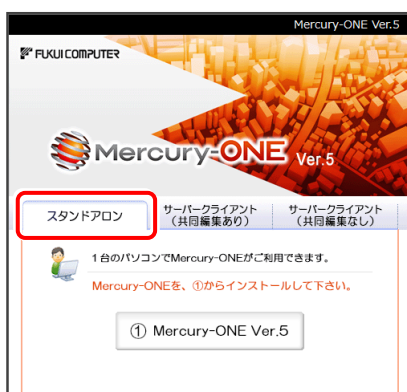 Mercury-ONE Ver.5
FUKUI COMPUTER
Mercury-ONE Ver.5
スタンドアロン
サーバークライアント
(共同編集あり)
サーバークライアント
(共同編集なし)
1台のパソコンでMercury-ONEがご利用できます。
Mercury-ONEを、①からインストールして下さい。
① Mercury-ONE Ver.5